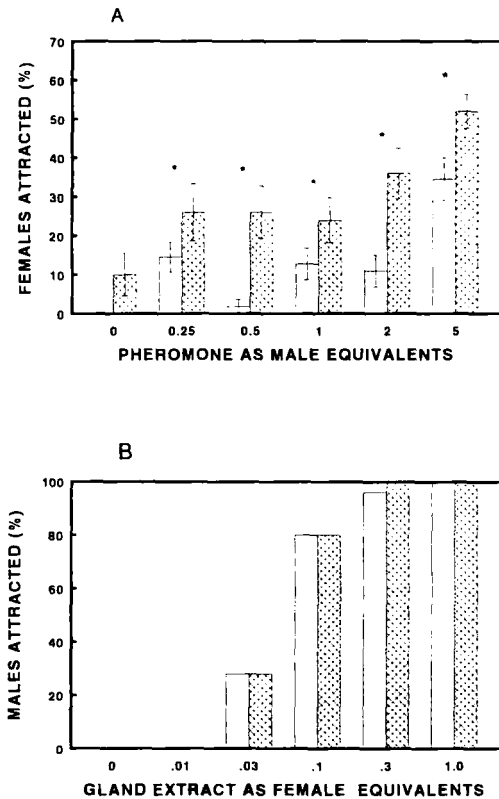 A
FEMALES ATTRACTED (%)
70
60
50
40
30
20
10
0
* * * * *
0 0.25 0.5 1 2 5
PHEROMONE AS MALE EQUIVALENTS
B
MALES ATTRACTED (%)
100
80
60
40
20
0
0 .01 .03 .1 .3 1.0
GLAND EXTRACT AS FEMALE EQUIVALENTS